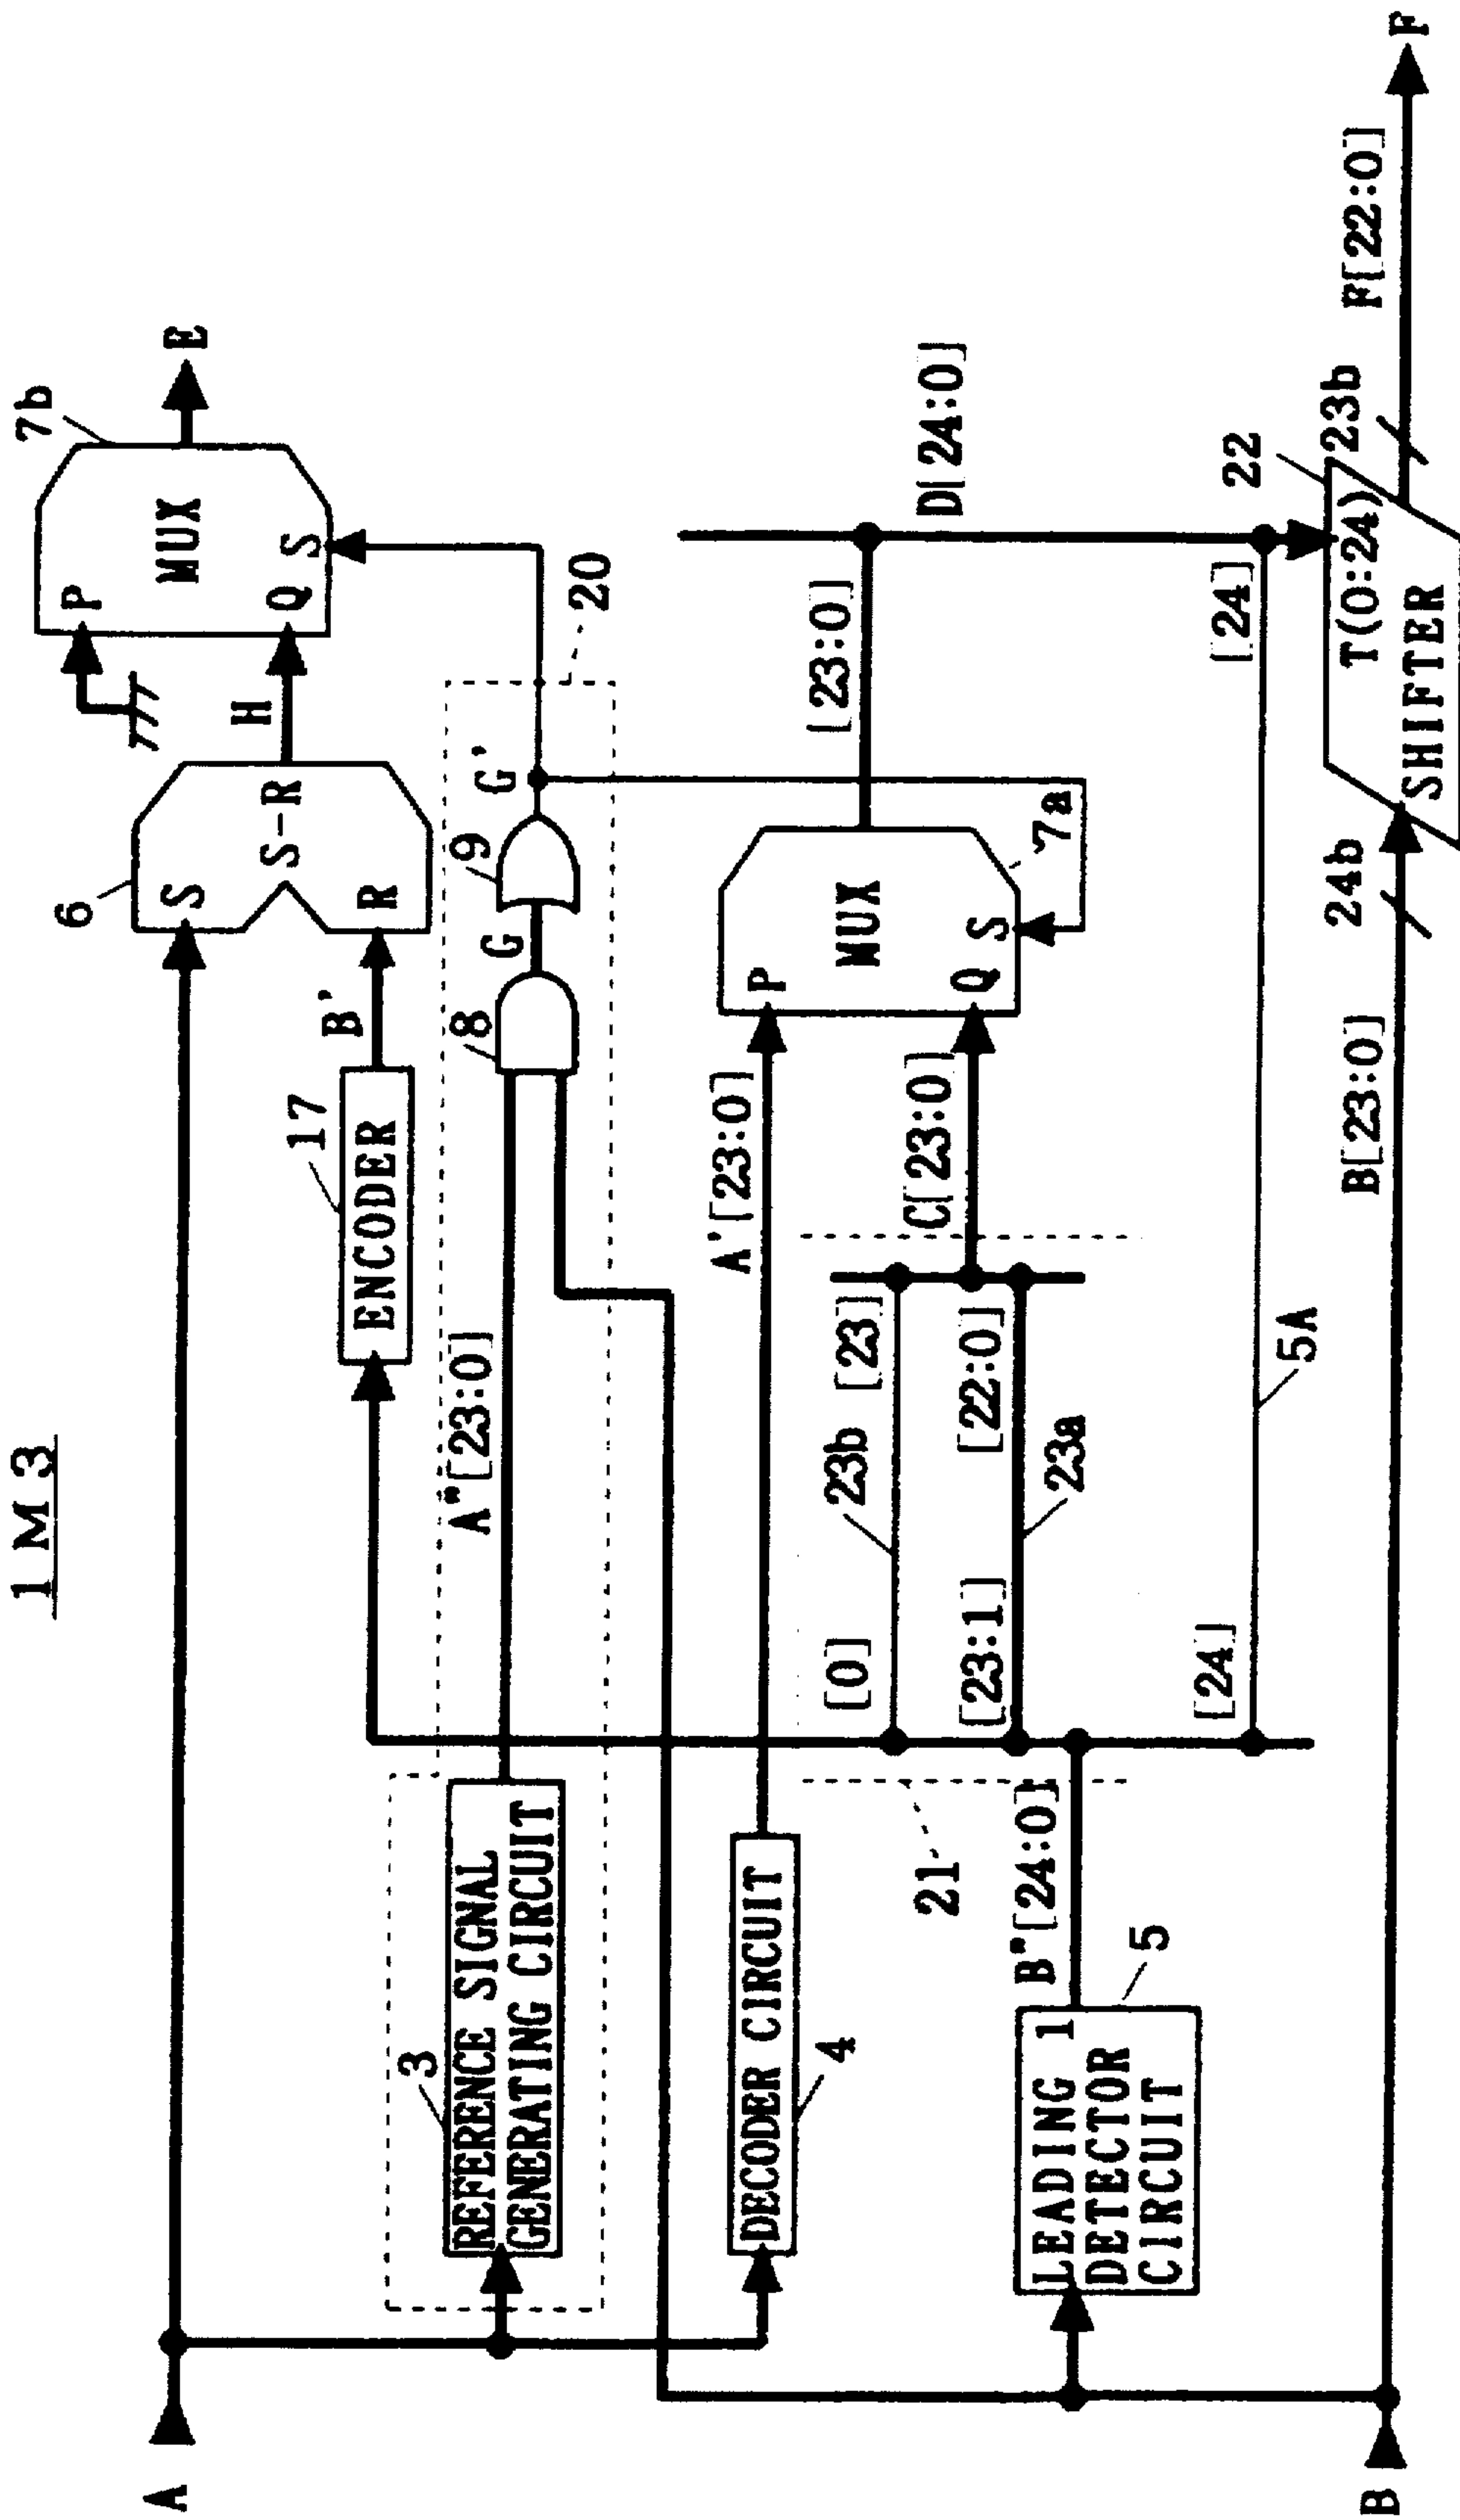 1M3
A
6
S
S-R
R
H
P
MUX
Q
S
7b
E
17
ENCODER
B'
3
REFERENCE SIGNAL
GENERATING CIRCUIT
A"[23:0]
8
G
9
G'
20
DECODER CIRCUIT
4
A'[23:0]
P
MUX
Q
S
7a
[23:0]
D[24:0]
[0]
23b
[23]
C[23:0]
[23:1]
[22:0]
23a
21
LEADING 1
DETECTOR
CIRCUIT
5
B"[24:0]
[24]
5A
[24]
22
B
B[23:0]
24b
T(0:24)
SHIFTER
23b
F[22:0]
F